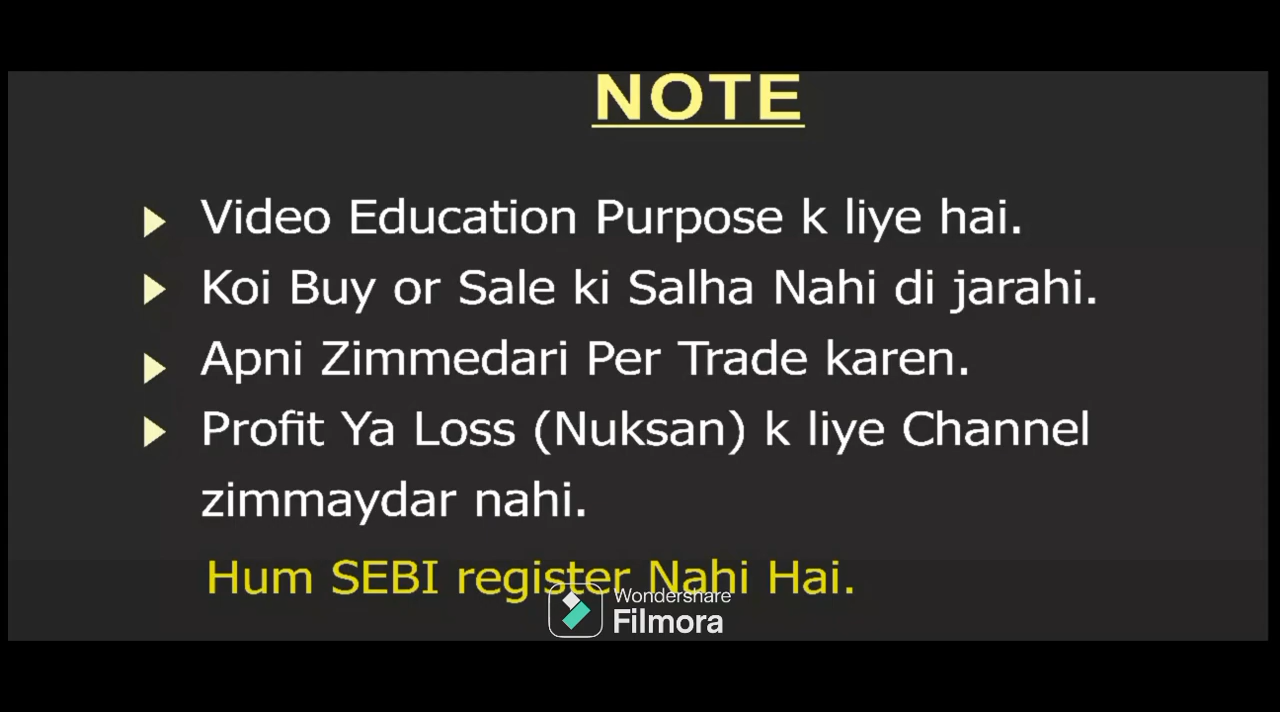 NOTE
Video Education Purpose k liye hai.
Koi Buy or Sale ki Salha Nahi di jarahi.
Apni Zimmedari Per Trade karen.
Profit Ya Loss (Nuksan) k liye Channel
zimmaydar nahi.
Hum SEBI register Nahi Hai.
Wondershare
Filmora